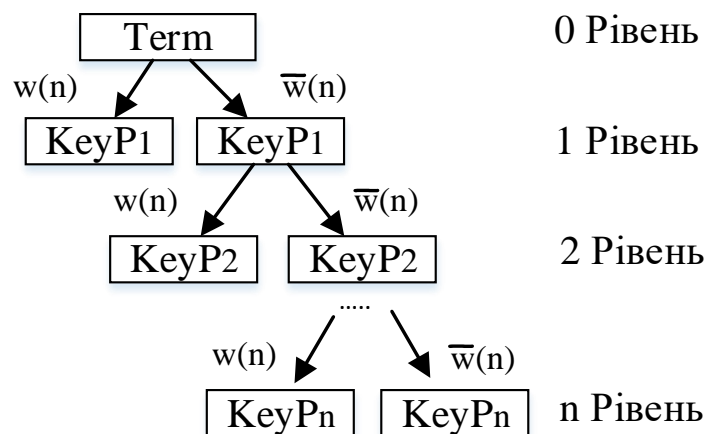 Term 0 Рівень
w(n) w̅(n)
KeyP1 KeyP1 1 Рівень
w(n) w̅(n)
KeyP2 KeyP2 2 Рівень
.....
w(n) w̅(n)
KeyPn KeyPn n Рівень